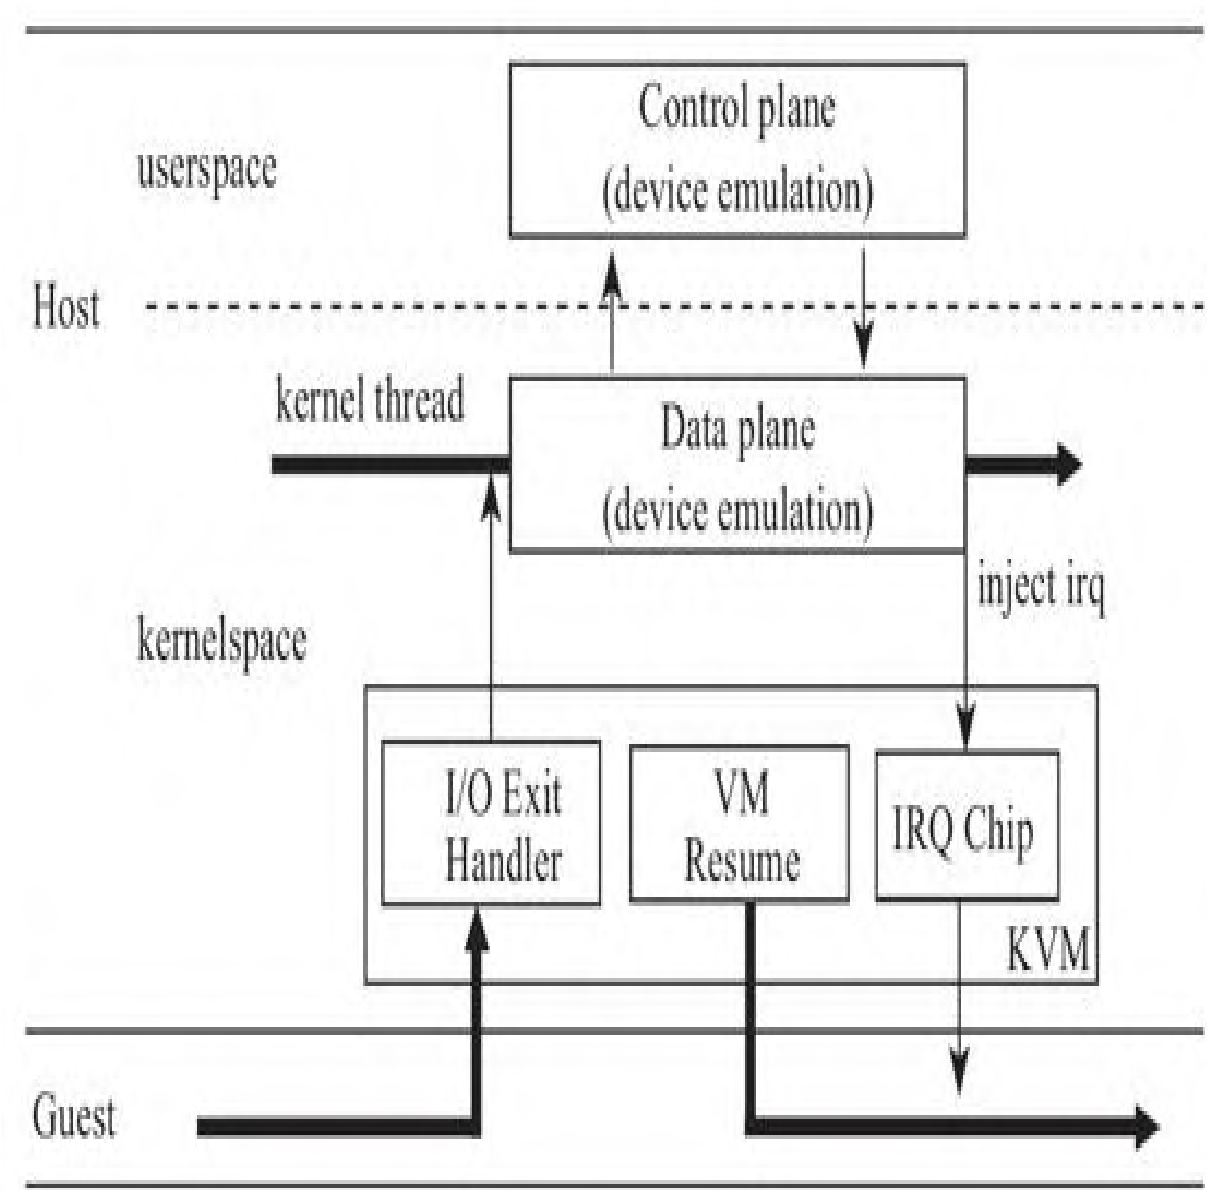 Control plane
(device emulation)
userspace
Host
kernel thread
Data plane
(device emulation)
inject irq
kernelspace
I/O Exit
Handler
VM
Resume
IRQ Chip
KVM
Guest